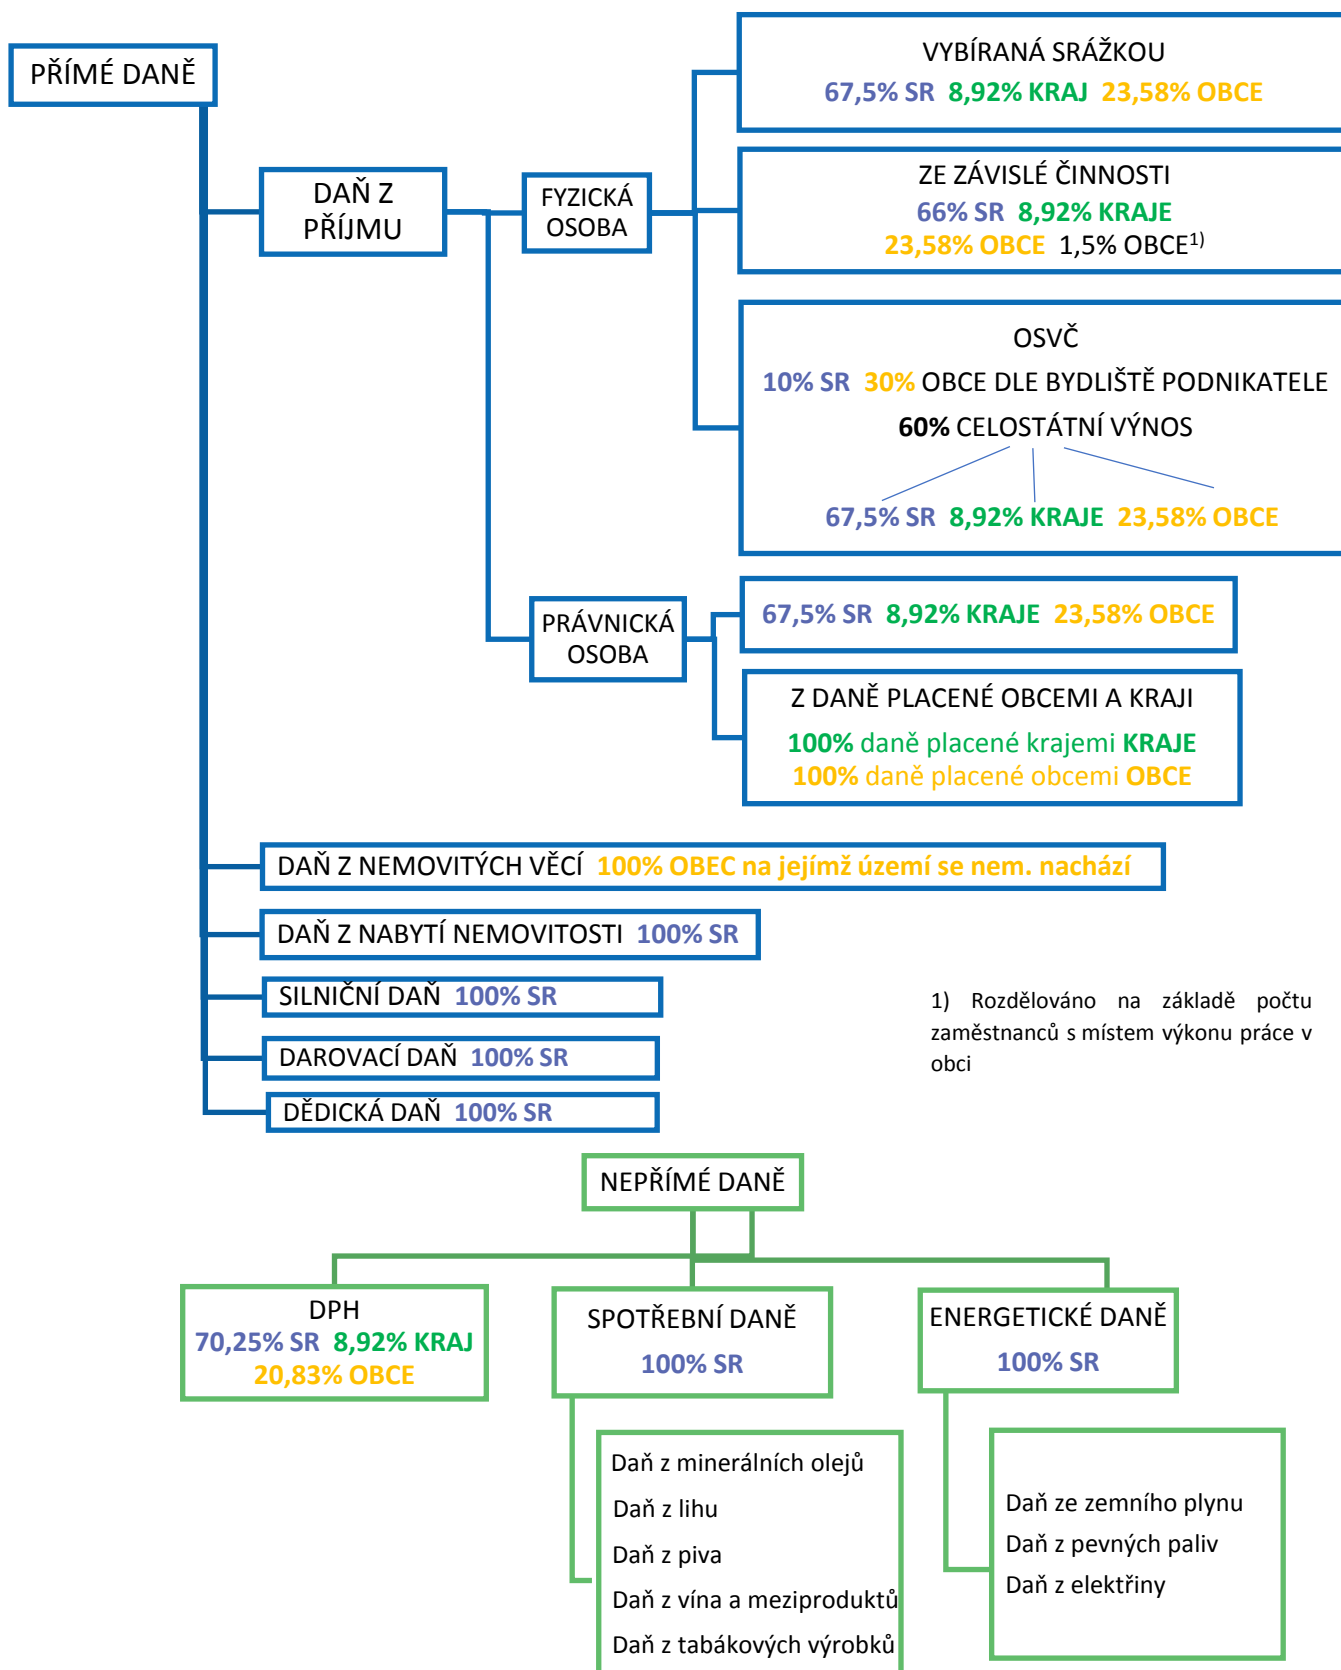 PŘÍMÉ DANĚ
DAŇ Z
PŘÍJMU
FYZICKÁ
OSOBA
VYBÍRANÁ SRÁŽKOU
67,5% SR 8,92% KRAJ 23,58% OBCE
ZE ZÁVISLÉ ČINNOSTI
66% SR 8,92% KRAJE
23,58% OBCE 1,5% OBCE1)
OSVČ
10% SR 30% OBCE DLE BYDLIŠTĚ PODNIKATELE
60% CELOSTÁTNÍ VÝNOS
67,5% SR 8,92% KRAJE 23,58% OBCE
PRÁVNICKÁ
OSOBA
67,5% SR 8,92% KRAJE 23,58% OBCE
Z DANĚ PLACENÉ OBCEMI A KRAJI
100% daně placené krajemi KRAJE
100% daně placené obcemi OBCE
DAŇ Z NEMOVITÝCH VĚCÍ 100% OBEC na jejímž území se nem. nachází
DAŇ Z NABYTÍ NEMOVITOSTI 100% SR
SILNIČNÍ DAŇ 100% SR
DAROVACÍ DAŇ 100% SR
DĚDICKÁ DAŇ 100% SR
1) Rozdělováno na základě počtu
zaměstnanců s místem výkonu práce v
obci
NEPŘÍMÉ DANĚ
DPH
70,25% SR 8,92% KRAJ
20,83% OBCE
SPOTŘEBNÍ DANĚ
100% SR
Daň z minerálních olejů
Daň z lihu
Daň z piva
Daň z vína a meziproduktů
Daň z tabákových výrobků
ENERGETICKÉ DANĚ
100% SR
Daň ze zemního plynu
Daň z pevných paliv
Daň z elektřiny